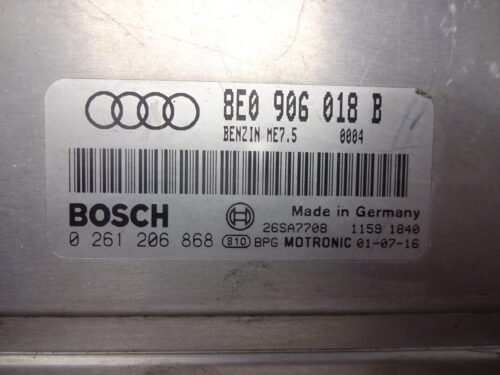 8E0 906 018 B
BENZIN ME7.5 0004
BOSCH Made in Germany
26SA7708 1159 1840
0 261 206 868 810 BPG MOTRONIC 01-07-16